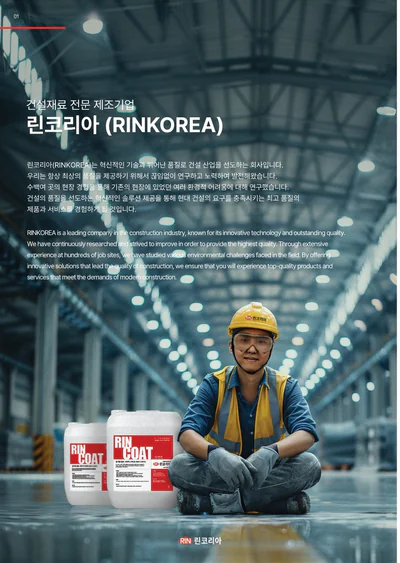 01
건설재료 전문 제조기업
린코리아 (RINKOREA)
린코리아(RINKOREA)는 혁신적인 기술과 뛰어난 품질로 건설 산업을 선도하는 회사입니다.
우리는 항상 최상의 품질을 제공하기 위해서 끊임없이 연구하고 노력하여 발전해왔습니다.
수백여 곳의 현장 경험을 통해 기존의 현장에 있었던 여러 환경적 어려움에 대해 연구했습니다.
건설의 품질을 선도하는 혁신적인 솔루션 제공을 통해 현대 건설의 요구를 충족시키는 최고 품질의
제품과 서비스를 경험하게 될 것입니다.
RINKOREA is a leading company in the construction industry, known for its innovative technology and outstanding quality.
We have continuously researched and strived to improve in order to provide the highest quality. Through extensive
experience at hundreds of job sites, we have studied various environmental challenges faced in the field. By offering
innovative solutions that lead the quality of construction, we ensure that you will experience top-quality products and
services that meet the demands of modern construction.
RIN
COAT
RIN
COAT
RIN 린코리아